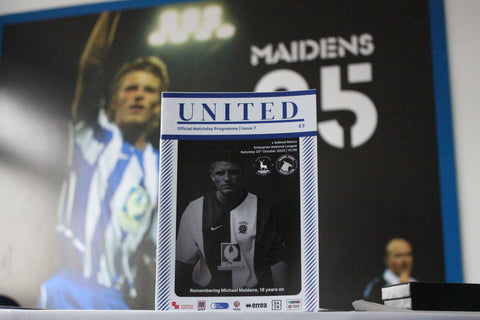 MAIDENS
25
UNITED
Official Matchday Programme | Issue 7
£3
v Solihull Moors
Enterprise National League
Saturday 25th October 2025 | 15:00
Remembering Michael Maidens, 18 years on
errea